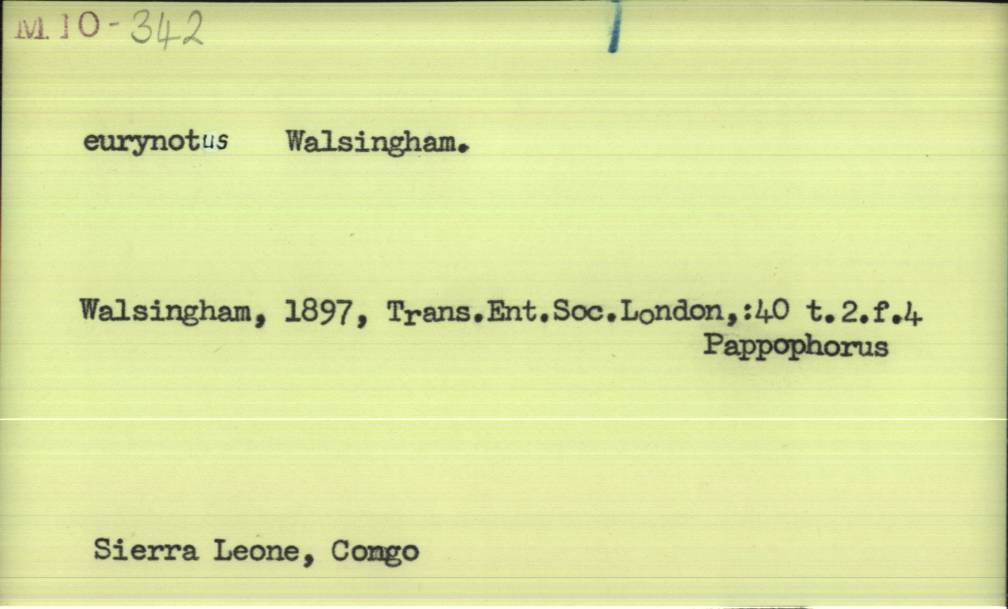 M.10-342
eurynotus Walsingham.
Walsingham, 1897, Trans.Ent.Soc.London,:40 t.2.f.4
Pappophorus
Sierra Leone, Congo